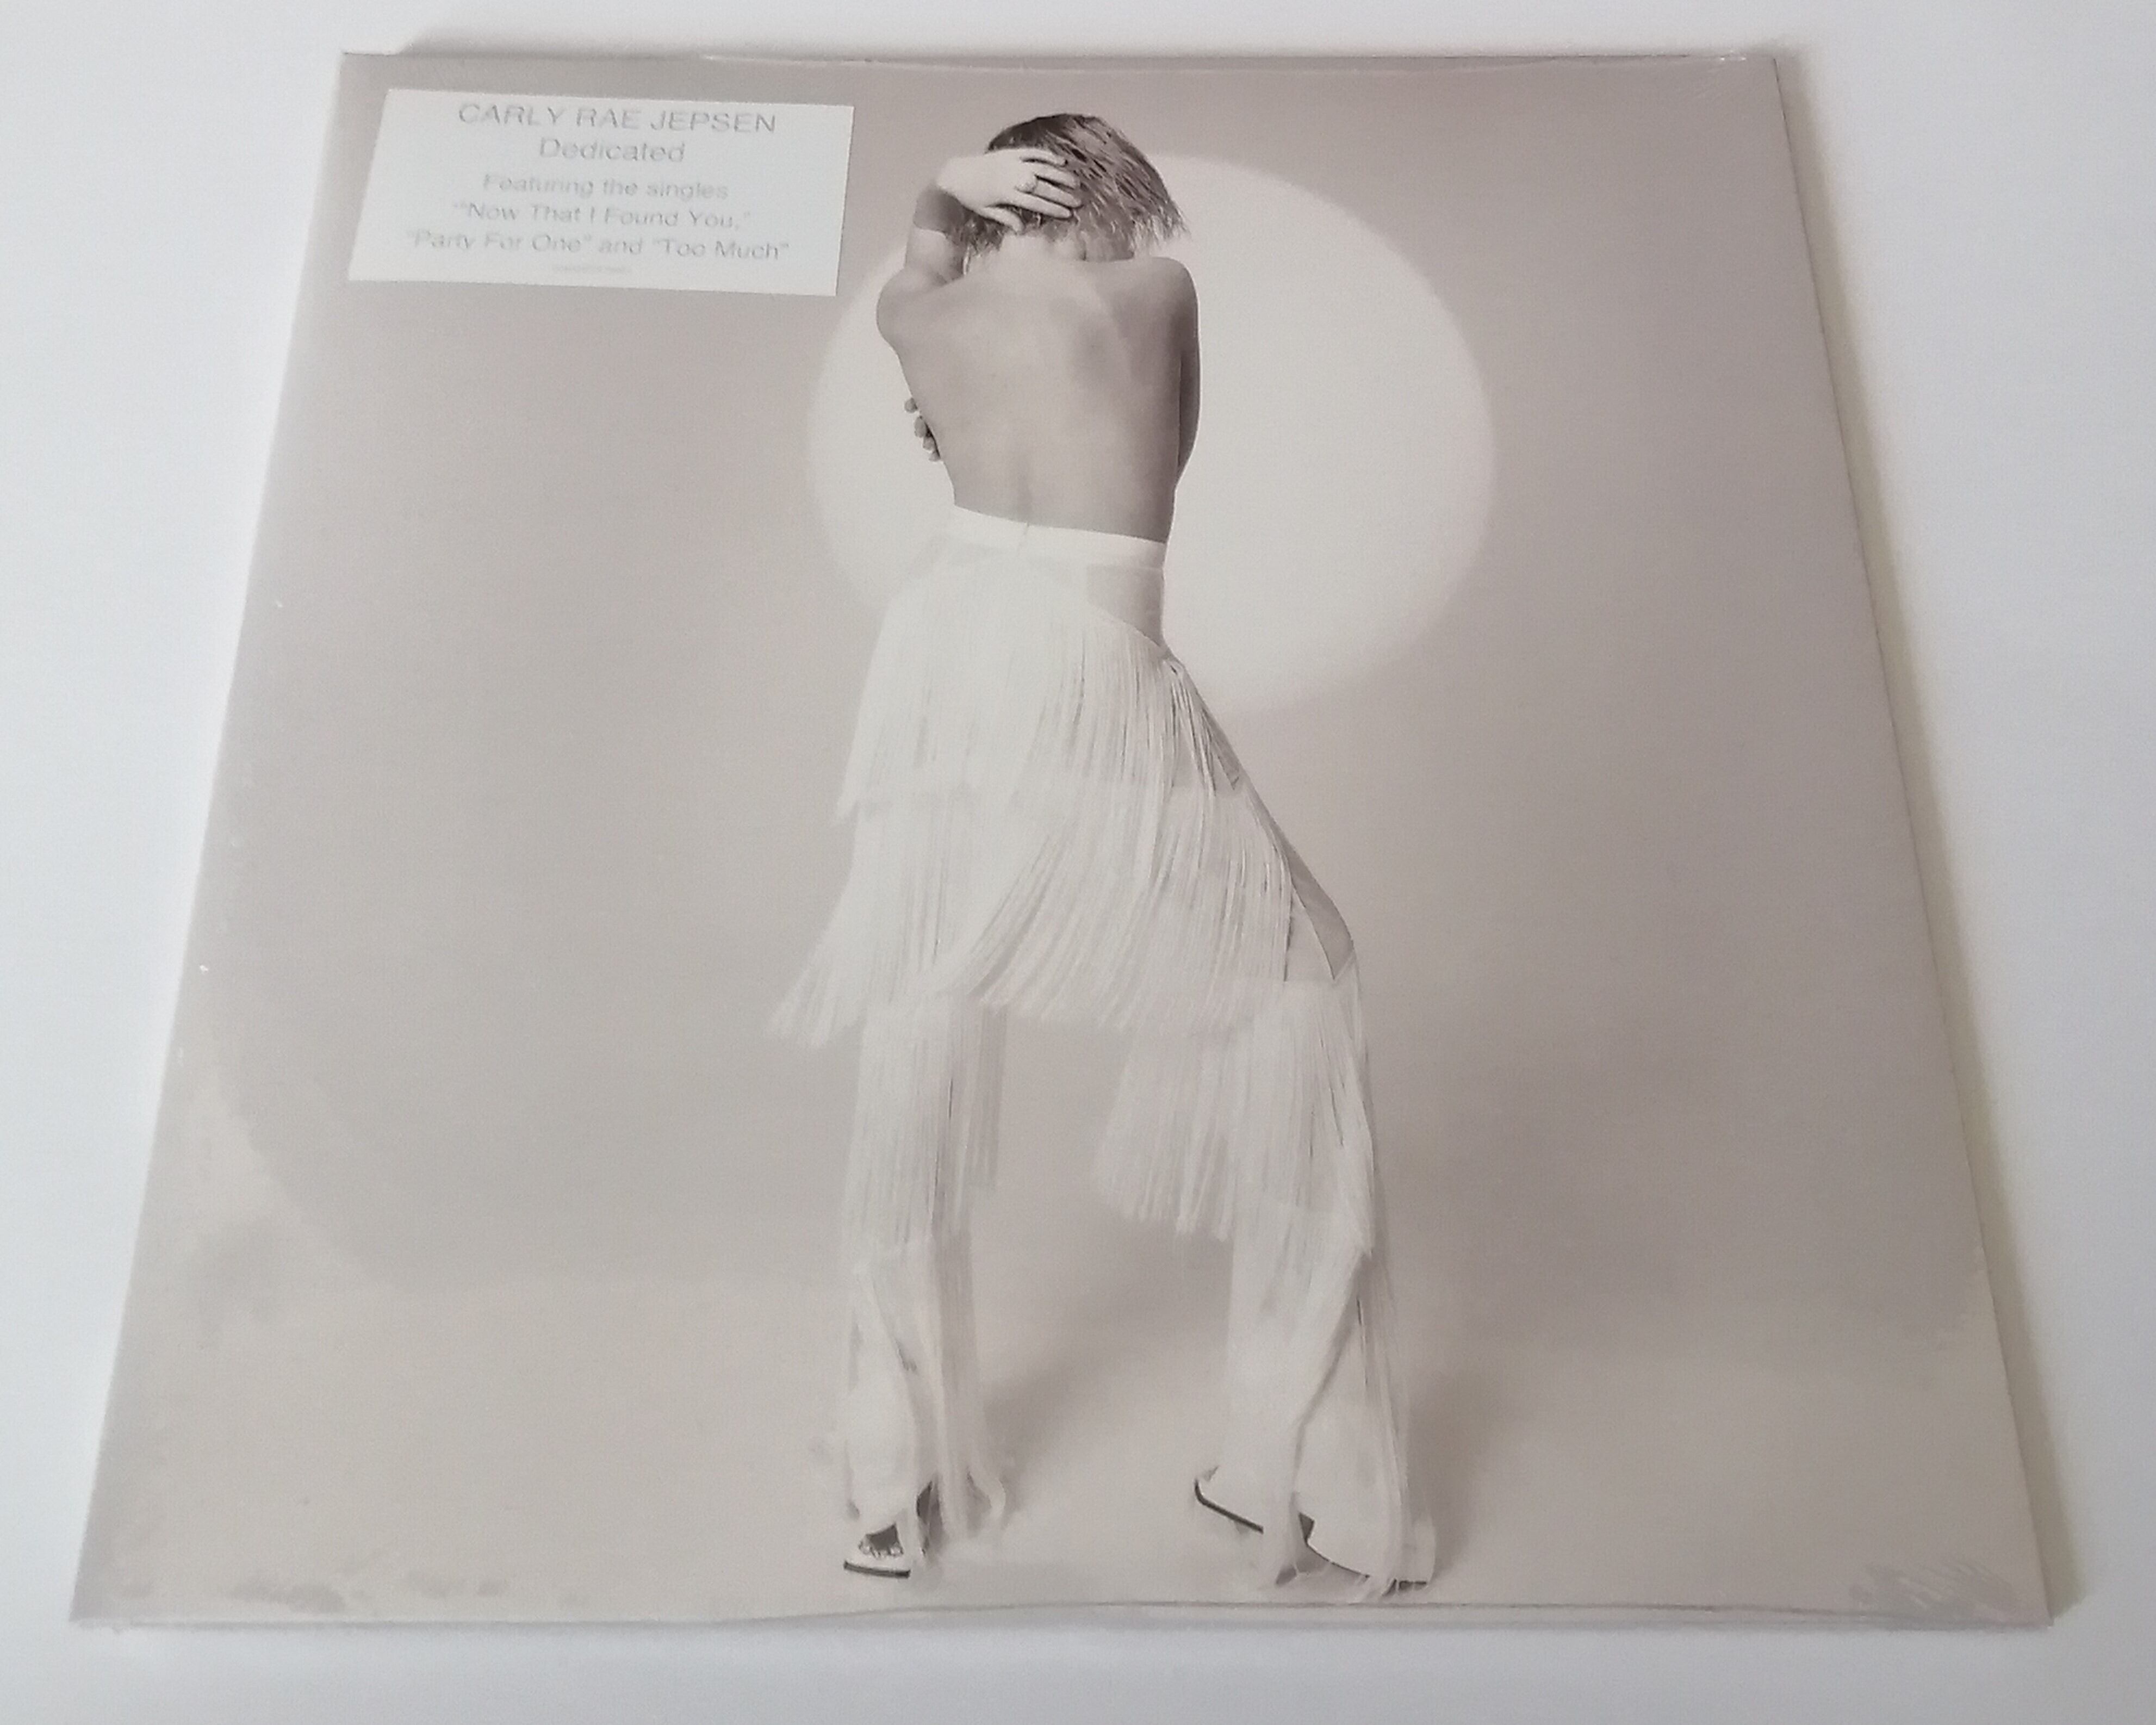 CARLY RAE JEPSEN
Dedicated
Featuring the singles
"Now That I Found You,"
"Party For One" and "Too Much"